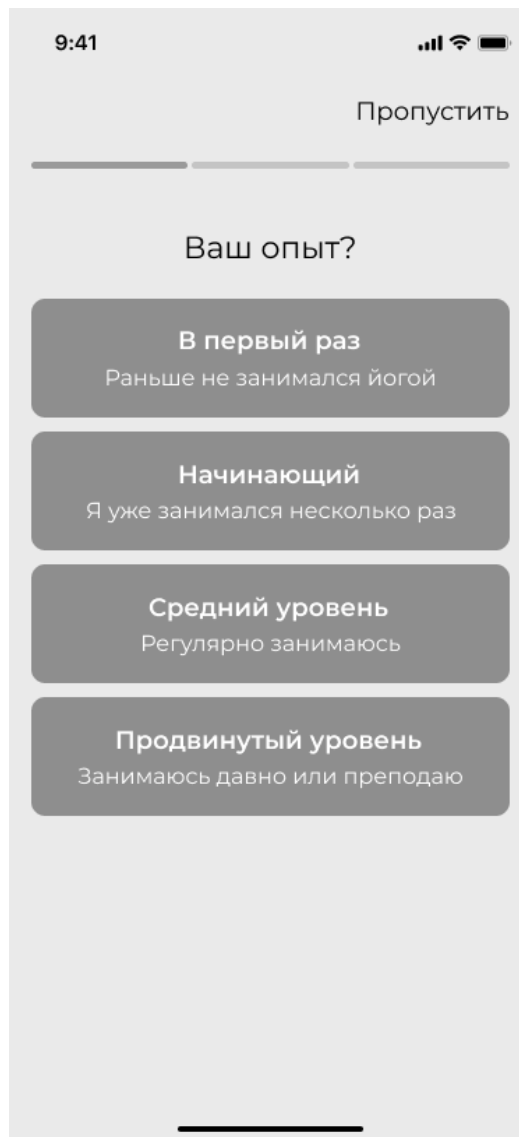 9:41
Пропустить
Ваш опыт?
В первый раз
Раньше не занимался йогой
Начинающий
Я уже занимался несколько раз
Средний уровень
Регулярно занимаюсь
Продвинутый уровень
Занимаюсь давно или преподаю